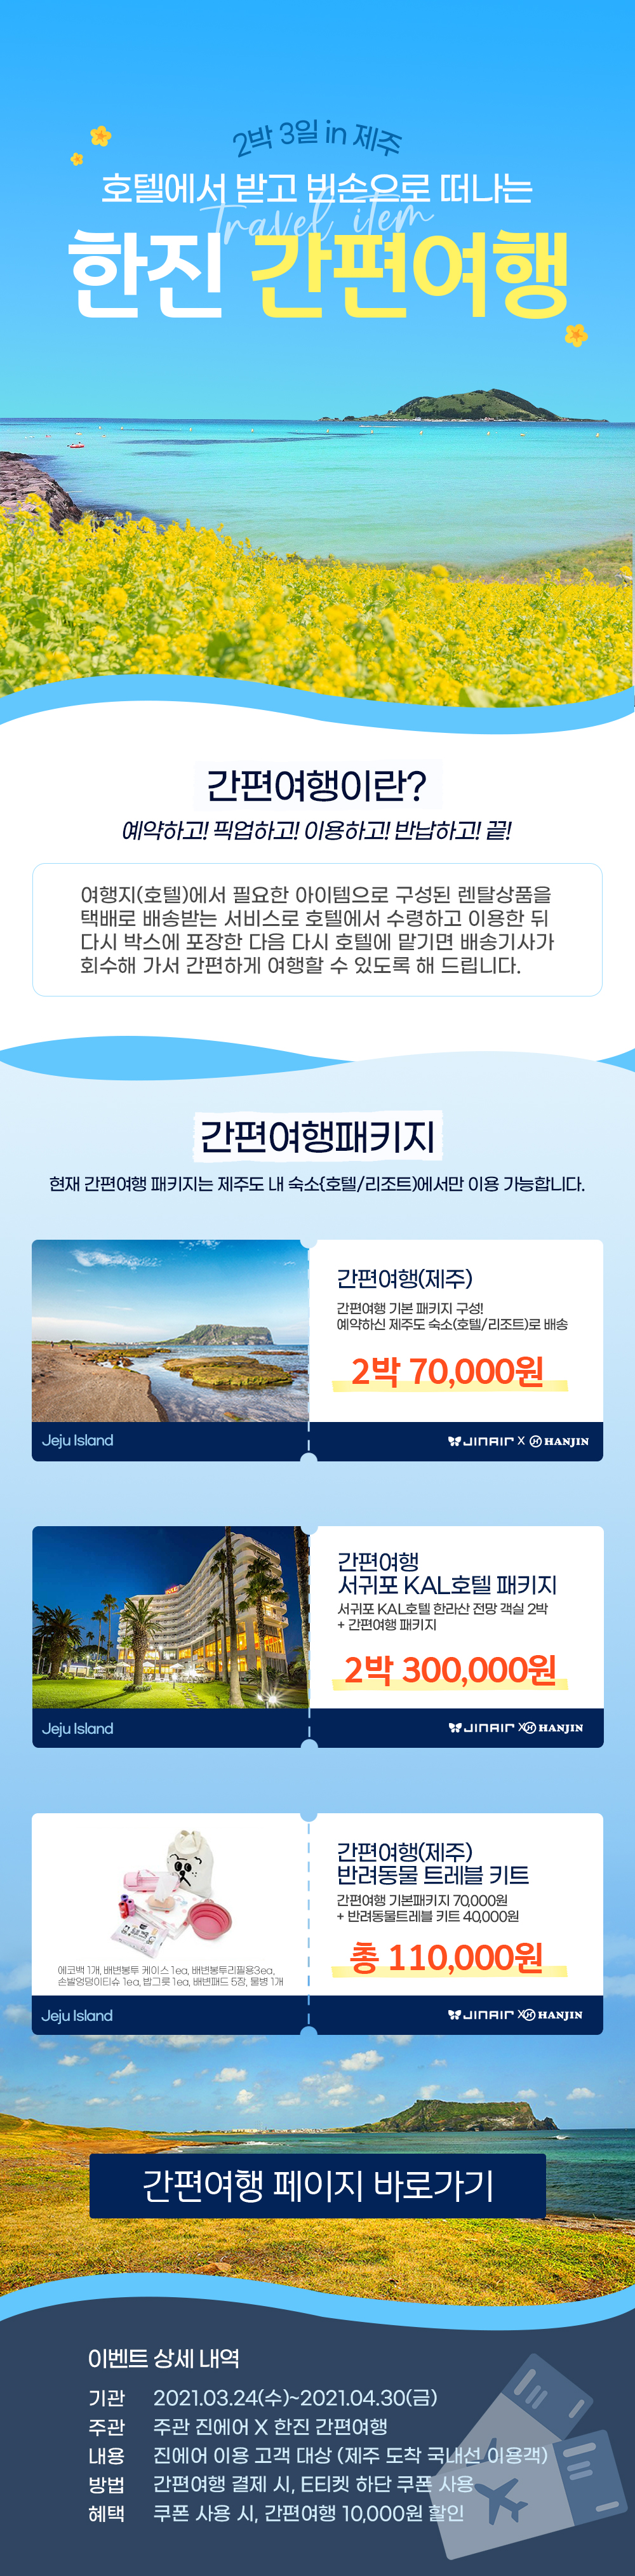 2박 3일 in 제주
호텔에서 받고 빈손으로 떠나는
Travel item
한진 간편여행
간편여행이란?
예약하고! 픽업하고! 이용하고! 반납하고! 끝!
여행지(호텔)에서 필요한 아이템으로 구성된 렌탈상품을
택배로 배송받는 서비스로 호텔에서 수령하고 이용한 뒤
다시 박스에 포장한 다음 다시 호텔에 맡기면 배송기사가
회수해 가서 간편하게 여행할 수 있도록 해 드립니다.
간편여행패키지
현재 간편여행 패키지는 제주도 내 숙소(호텔/리조트)에서만 이용 가능합니다.
간편여행(제주)
간편여행 기본 패키지 구성!
예약하신 제주도 숙소(호텔/리조트)로 배송
2박 70,000원
Jeju Island
JINAIR X HANJIN
간편여행
서귀포 KAL호텔 패키지
서귀포 KAL호텔 한라산 전망 객실 2박
+ 간편여행 패키지
2박 300,000원
Jeju Island
JINAIR X HANJIN
간편여행(제주)
반려동물 트레블 키트
간편여행 기본패키지 70,000원
+ 반려동물트레블 키트 40,000원
총 110,000원
에코백 1개, 배변봉투 케이스 1ea, 배변봉투리필용3ea,
손발엉덩이티슈 1ea, 밥그릇 1ea, 배변패드 5장, 물병 1개
Jeju Island
JINAIR X HANJIN
간편여행 페이지 바로가기
이벤트 상세 내역
기관 2021.03.24(수)~2021.04.30(금)
주관 주관 진에어 X 한진 간편여행
내용 진에어 이용 고객 대상 (제주 도착 국내선 이용객)
방법 간편여행 결제 시, E티켓 하단 쿠폰 사용
혜택 쿠폰 사용 시, 간편여행 10,000원 할인